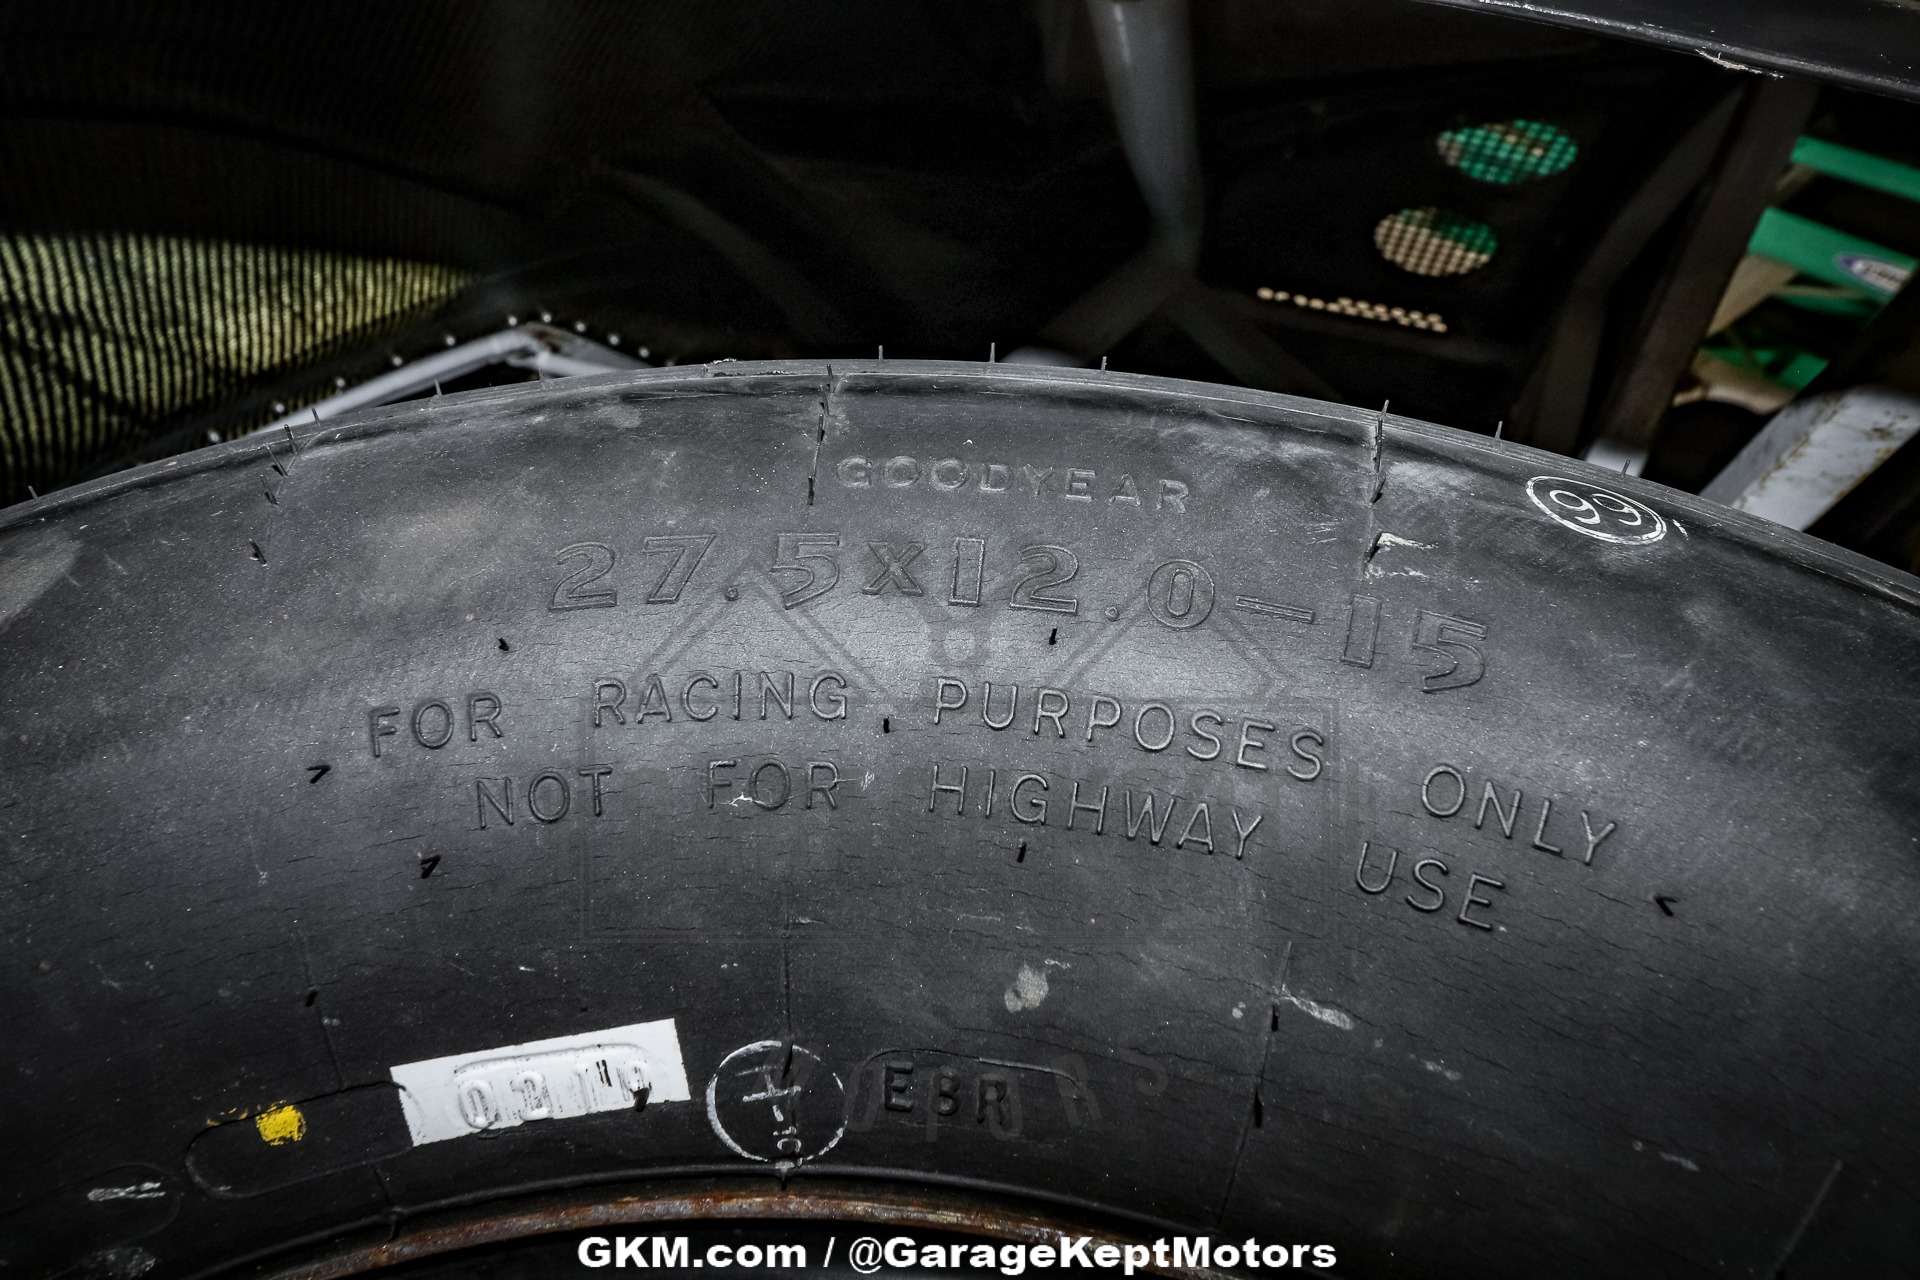 GOODYEAR
99
27.5x12.0-15
FOR RACING PURPOSES ONLY
NOT FOR HIGHWAY USE
EBR
GKM.com / @GarageKeptMotors